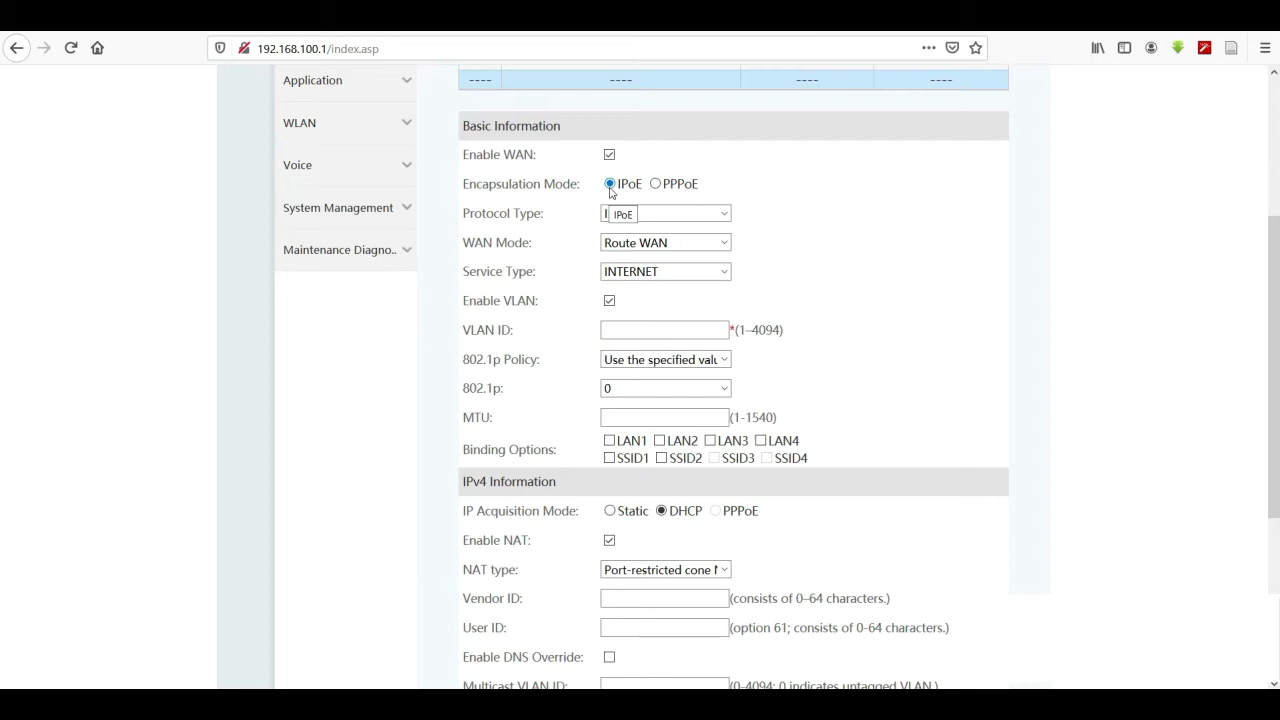 192.168.100.1/index.asp
Application
WLAN
Voice
System Management
Maintenance Diagno..
---- ---- ---- ----
Basic Information
Enable WAN:
Encapsulation Mode: IPoE PPPoE
Protocol Type: I
IPoE
WAN Mode: Route WAN
Service Type: INTERNET
Enable VLAN:
VLAN ID: *(1–4094)
802.1p Policy: Use the specified valu
802.1p: 0
MTU: (1-1540)
Binding Options: LAN1 LAN2 LAN3 LAN4
SSID1 SSID2 SSID3 SSID4
IPv4 Information
IP Acquisition Mode: Static DHCP PPPoE
Enable NAT:
NAT type: Port-restricted cone N
Vendor ID: (consists of 0–64 characters.)
User ID: (option 61; consists of 0-64 characters.)
Enable DNS Override:
Multicast VLAN ID: (0-4094; 0 indicates untagged VLAN.)